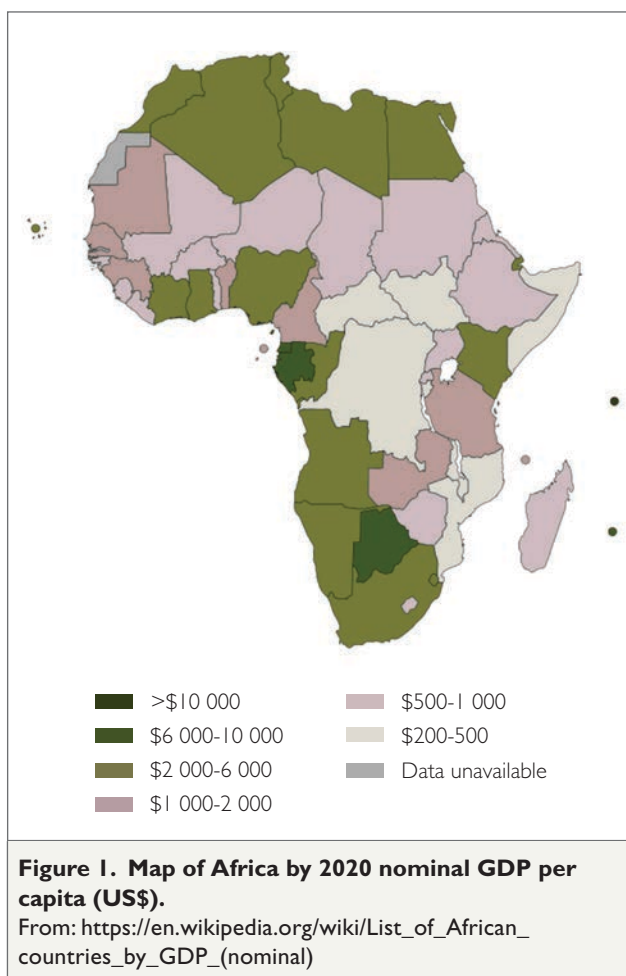 >$10 000
$6 000-10 000
$2 000-6 000
$1 000-2 000
$500-1 000
$200-500
Data unavailable
Figure 1. Map of Africa by 2020 nominal GDP per
capita (US$).
From: https://en.wikipedia.org/wiki/List_of_African_
countries_by_GDP_(nominal)